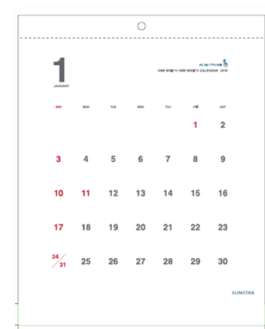 1
JANUARY
SUN MON TUE WED THU FRI SAT
1 2
3 4 5 6 7 8 9
10 11 12 13 14 15 16
17 18 19 20 21 22 23
24/31 25 26 27 28 29 30
SUNSTAR